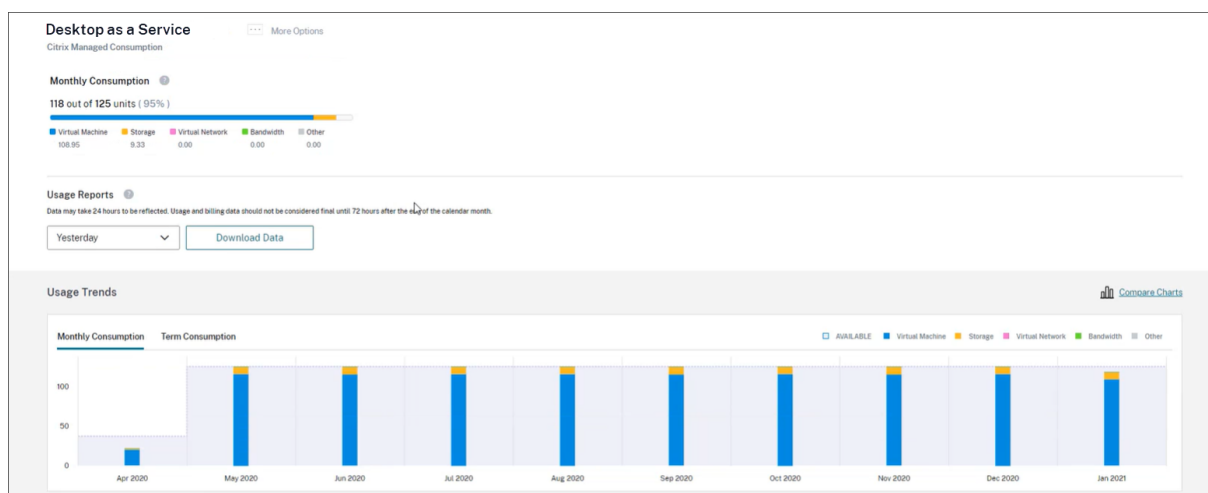 Desktop as a Service
··· More Options
Citrix Managed Consumption
Monthly Consumption ?
118 out of 125 units ( 95% )
Virtual Machine Storage Virtual Network Bandwidth Other
108.95 9.33 0.00 0.00 0.00
Usage Reports ?
Data may take 24 hours to be reflected. Usage and billing data should not be considered final until 72 hours after the end of the calendar month.
Yesterday
Download Data
Usage Trends
Compare Charts
Monthly Consumption Term Consumption
AVAILABLE Virtual Machine Storage Virtual Network Bandwidth Other
100
50
0
Apr 2020 May 2020 Jun 2020 Jul 2020 Aug 2020 Sep 2020 Oct 2020 Nov 2020 Dec 2020 Jan 2021